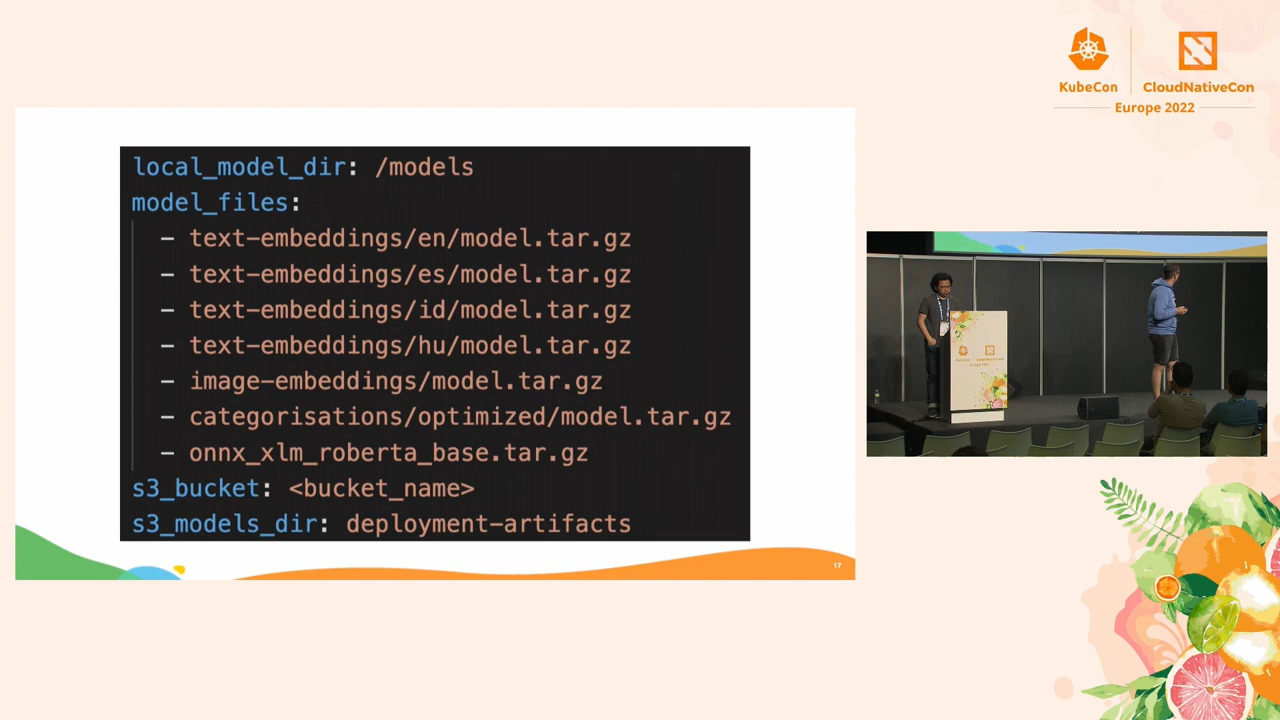 KubeCon
CloudNativeCon
Europe 2022
local_model_dir: /models
model_files:
- text-embeddings/en/model.tar.gz
- text-embeddings/es/model.tar.gz
- text-embeddings/id/model.tar.gz
- text-embeddings/hu/model.tar.gz
- image-embeddings/model.tar.gz
- categorisations/optimized/model.tar.gz
- onnx_xlm_roberta_base.tar.gz
s3_bucket: <bucket_name>
s3_models_dir: deployment-artifacts
17